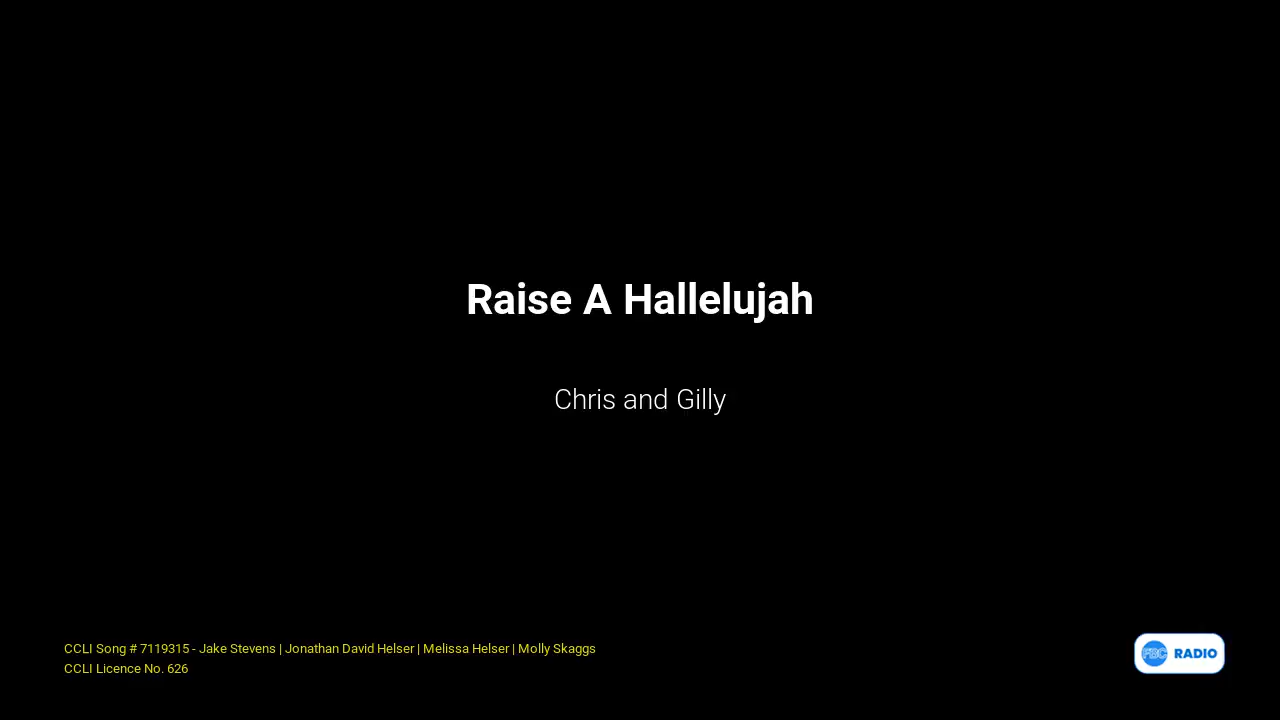 Raise A Hallelujah
Chris and Gilly
CCLI Song # 7119315 - Jake Stevens | Jonathan David Helser | Melissa Helser | Molly Skaggs
CCLI Licence No. 626
FBC RADIO